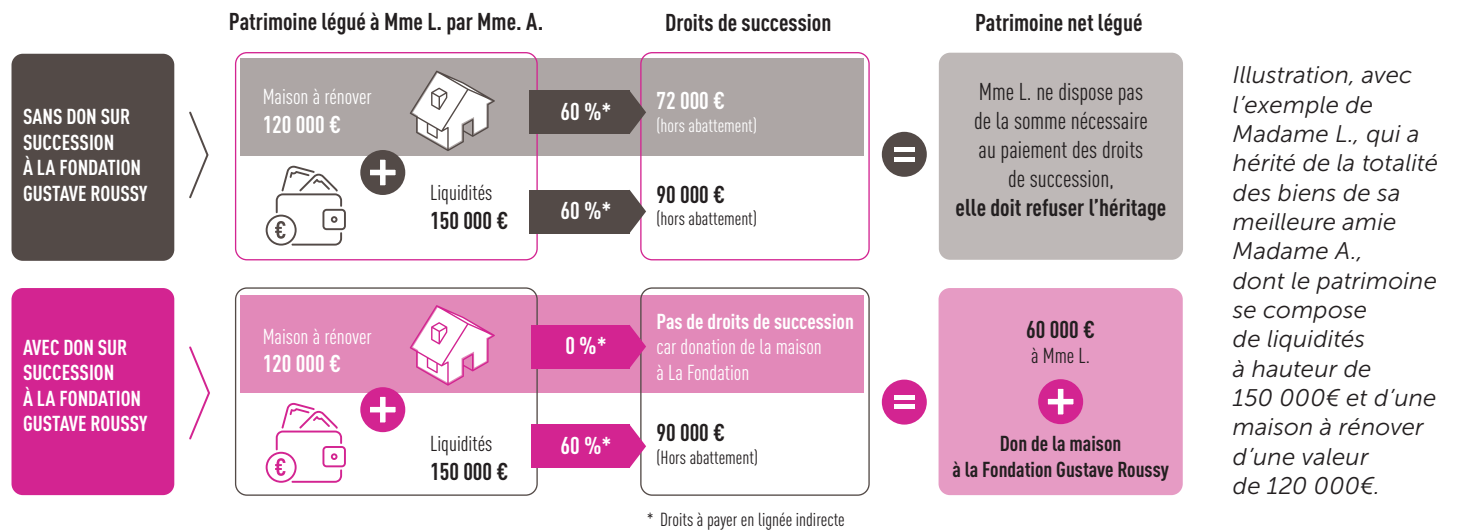 Patrimoine légué à Mme L. par Mme. A.
Droits de succession
Patrimoine net légué
SANS DON SUR
SUCCESSION
À LA FONDATION
GUSTAVE ROUSSY
Maison à rénover
120 000 €
60 %*
72 000 €
(hors abattement)
€
Liquidités
150 000 €
60 %*
90 000 €
(hors abattement)
Mme L. ne dispose pas
de la somme nécessaire
au paiement des droits
de succession,
elle doit refuser l'héritage
AVEC DON SUR
SUCCESSION
À LA FONDATION
GUSTAVE ROUSSY
Maison à rénover
120 000 €
0 %*
Pas de droits de succession
car donation de la maison
à La Fondation
€
Liquidités
150 000 €
60 %*
90 000 €
(Hors abattement)
60 000 €
à Mme L.
Don de la maison
à la Fondation Gustave Roussy
* Droits à payer en lignée indirecte
Illustration, avec
l'exemple de
Madame L., qui a
hérité de la totalité
des biens de sa
meilleure amie
Madame A.,
dont le patrimoine
se compose
de liquidités
à hauteur de
150 000€ et d'une
maison à rénover
d'une valeur
de 120 000€.